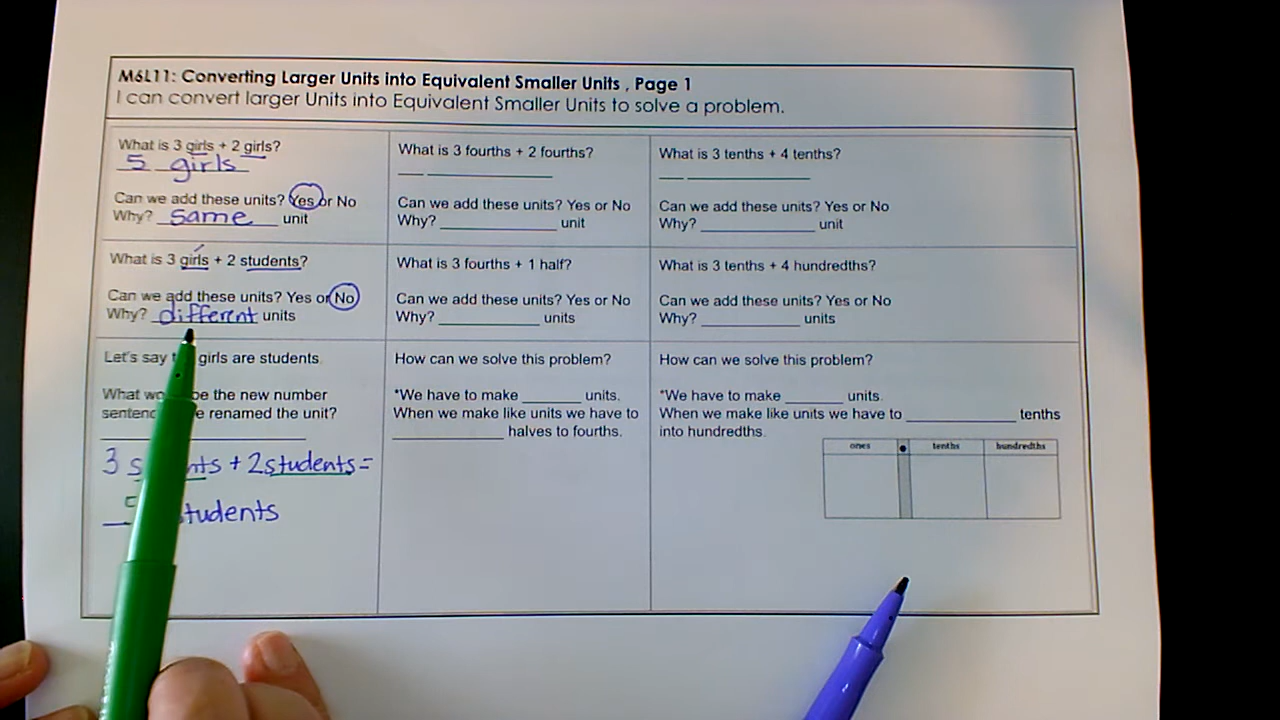 M6L11: Converting Larger Units into Equivalent Smaller Units , Page 1
I can convert larger Units into Equivalent Smaller Units to solve a problem.
What is 3 girls + 2 girls?
5 girls
Can we add these units? Yes or No
Why? same unit
What is 3 fourths + 2 fourths?
Can we add these units? Yes or No
Why? ____________ unit
What is 3 tenths + 4 tenths?
Can we add these units? Yes or No
Why? ____________ unit
What is 3 girls + 2 students?
Can we add these units? Yes or No
Why? different units
What is 3 fourths + 1 half?
Can we add these units? Yes or No
Why? ____________ units
What is 3 tenths + 4 hundredths?
Can we add these units? Yes or No
Why? ____________ units
Let's say girls are students
What be the new number
renamed the unit?
3 + 2 students =
students
How can we solve this problem?
*We have to make _______ units.
When we make like units we have to
____________ halves to fourths.
How can we solve this problem?
*We have to make _______ units.
When we make like units we have to ____________ tenths
into hundredths.
ones . tenths hundredths